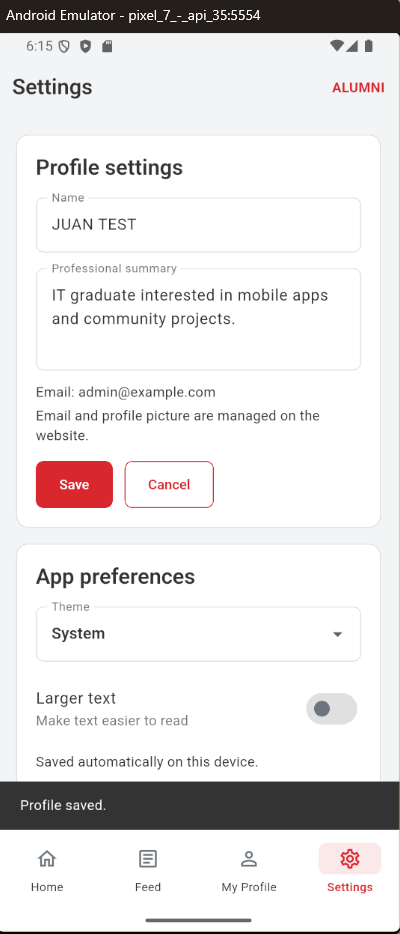 Android Emulator - pixel_7_-_api_35:5554
6:15
Settings
ALUMNI
Profile settings
Name
JUAN TEST
Professional summary
IT graduate interested in mobile apps
and community projects.
Email: admin@example.com
Email and profile picture are managed on the
website.
Save
Cancel
App preferences
Theme
System
Larger text
Make text easier to read
Saved automatically on this device.
Profile saved.
Home
Feed
My Profile
Settings